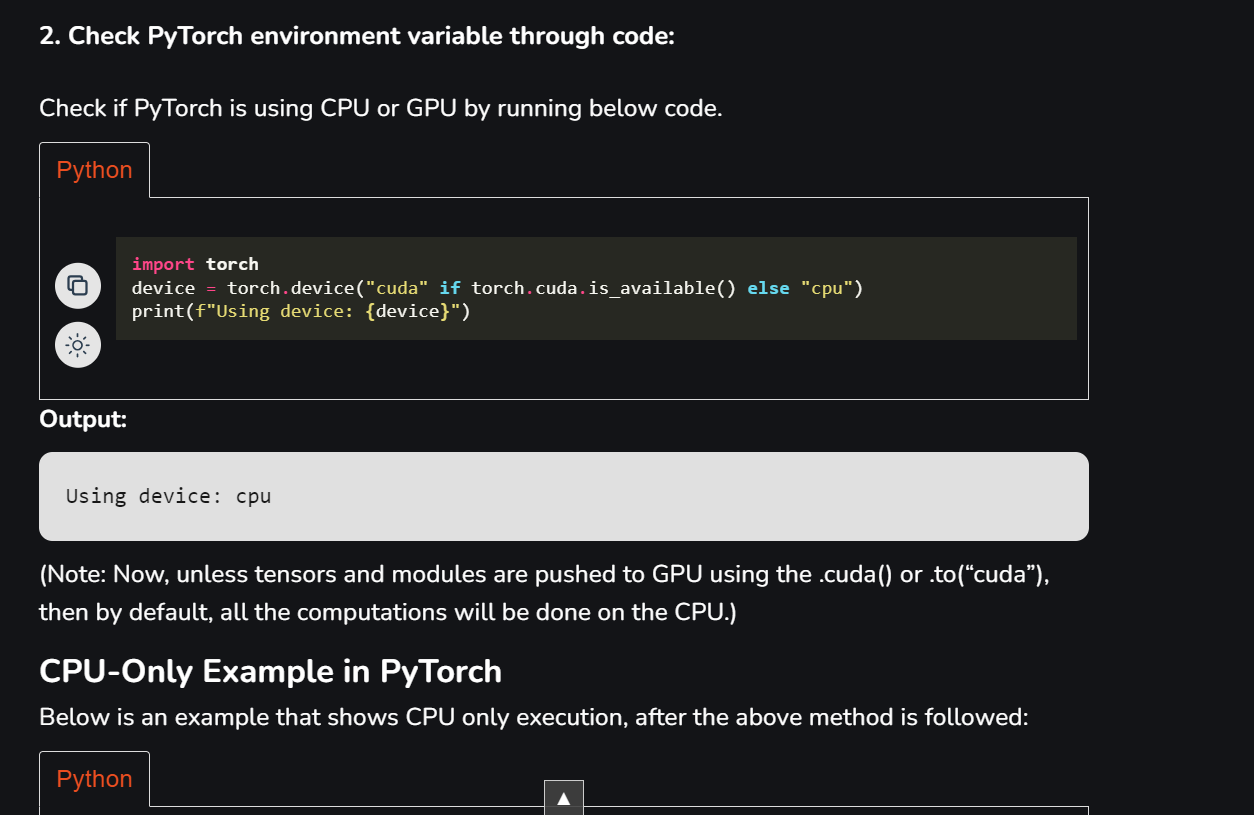 2. Check PyTorch environment variable through code:
Check if PyTorch is using CPU or GPU by running below code.
Python
import torch
device = torch.device("cuda" if torch.cuda.is_available() else "cpu")
print(f"Using device: {device}")
Output:
Using device: cpu
(Note: Now, unless tensors and modules are pushed to GPU using the .cuda() or .to(“cuda”),
then by default, all the computations will be done on the CPU.)
CPU-Only Example in PyTorch
Below is an example that shows CPU only execution, after the above method is followed:
Python